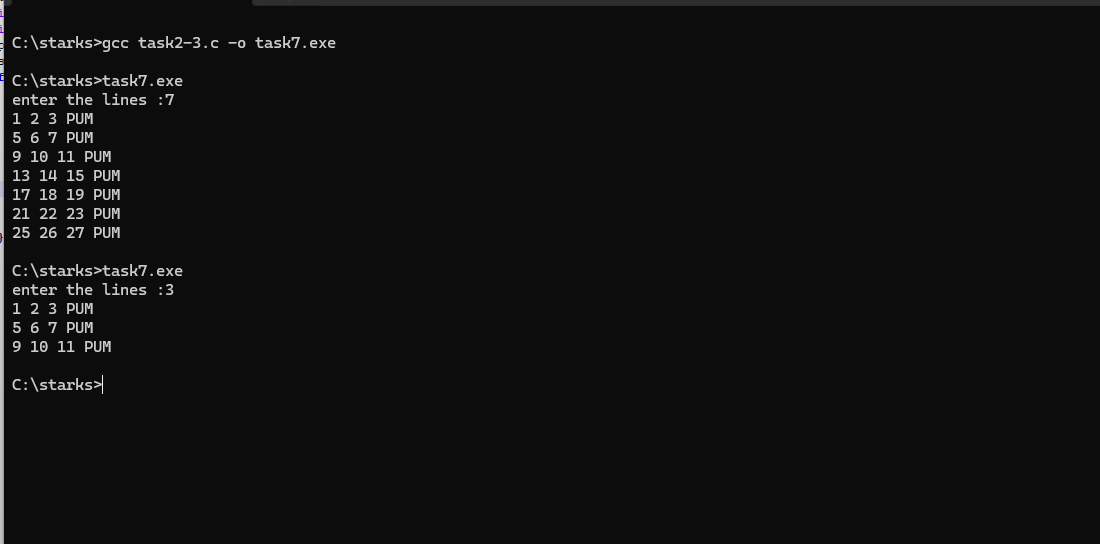 C:\starks>gcc task2-3.c -o task7.exe
C:\starks>task7.exe
enter the lines :7
1 2 3 PUM
5 6 7 PUM
9 10 11 PUM
13 14 15 PUM
17 18 19 PUM
21 22 23 PUM
25 26 27 PUM
C:\starks>task7.exe
enter the lines :3
1 2 3 PUM
5 6 7 PUM
9 10 11 PUM
C:\starks>